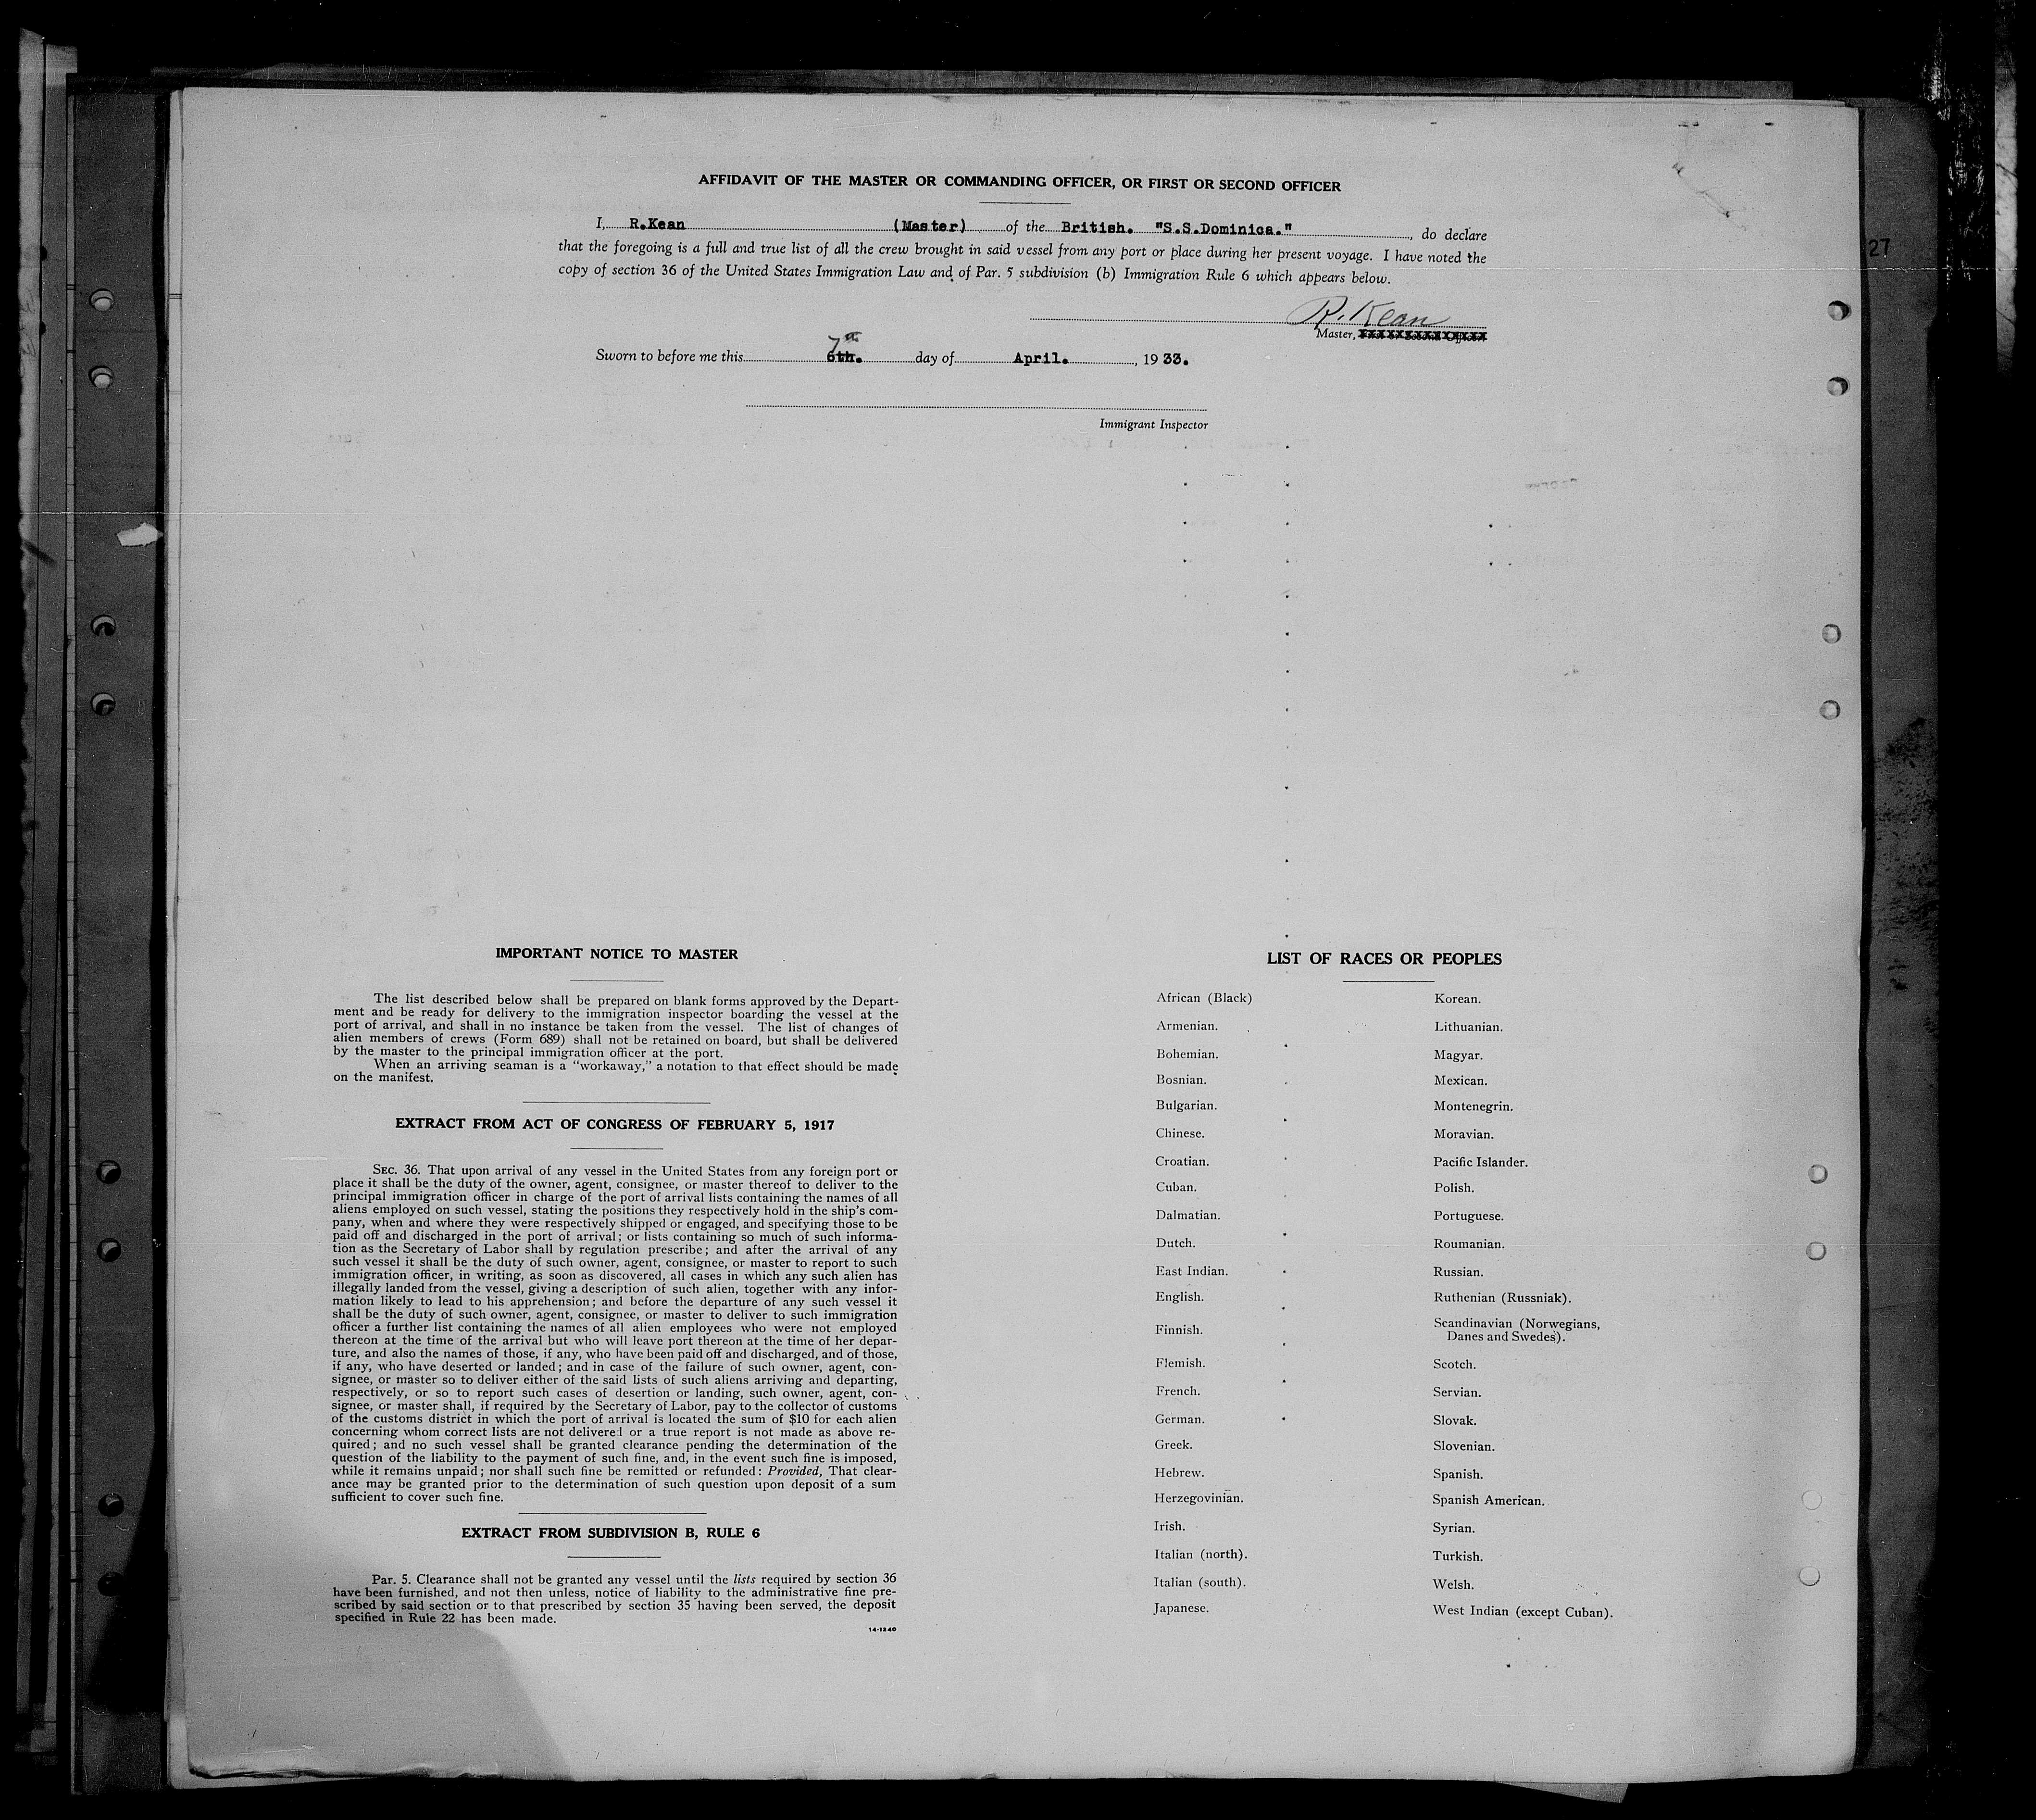 AFFIDAVIT OF THE MASTER OR COMMANDING OFFICER, OR FIRST OR SECOND OFFICER
I, R.Kean (Master) of the British. "S.S.Dominica.", do declare
that the foregoing is a full and true list of all the crew brought in said vessel from any port or place during her present voyage. I have noted the
copy of section 36 of the United States Immigration Law and of Par. 5 subdivision (b) Immigration Rule 6 which appears below.
27
R. Kean
Master,
7th
Sworn to before me this 6th. day of April., 1933.
Immigrant Inspector
IMPORTANT NOTICE TO MASTER
The list described below shall be prepared on blank forms approved by the Depart-
ment and be ready for delivery to the immigration inspector boarding the vessel at the
port of arrival, and shall in no instance be taken from the vessel. The list of changes of
alien members of crews (Form 689) shall not be retained on board, but shall be delivered
by the master to the principal immigration officer at the port.
When an arriving seaman is a "workaway," a notation to that effect should be made
on the manifest.
EXTRACT FROM ACT OF CONGRESS OF FEBRUARY 5, 1917
SEC. 36. That upon arrival of any vessel in the United States from any foreign port or
place it shall be the duty of the owner, agent, consignee, or master thereof to deliver to the
principal immigration officer in charge of the port of arrival lists containing the names of all
aliens employed on such vessel, stating the positions they respectively hold in the ship's com-
pany, when and where they were respectively shipped or engaged, and specifying those to be
paid off and discharged in the port of arrival; or lists containing so much of such informa-
tion as the Secretary of Labor shall by regulation prescribe; and after the arrival of any
such vessel it shall be the duty of such owner, agent, consignee, or master to report to such
immigration officer, in writing, as soon as discovered, all cases in which any such alien has
illegally landed from the vessel, giving a description of such alien, together with any infor-
mation likely to lead to his apprehension; and before the departure of any such vessel it
shall be the duty of such owner, agent, consignee, or master to deliver to such immigration
officer a further list containing the names of all alien employees who were not employed
thereon at the time of the arrival but who will leave port thereon at the time of her depar-
ture, and also the names of those, if any, who have been paid off and discharged, and of those,
if any, who have deserted or landed; and in case of the failure of such owner, agent, con-
signee, or master so to deliver either of the said lists of such aliens arriving and departing,
respectively, or so to report such cases of desertion or landing, such owner, agent, con-
signee, or master shall, if required by the Secretary of Labor, pay to the collector of customs
of the customs district in which the port of arrival is located the sum of $10 for each alien
concerning whom correct lists are not delivered or a true report is not made as above re-
quired; and no such vessel shall be granted clearance pending the determination of the
question of the liability to the payment of such fine, and, in the event such fine is imposed,
while it remains unpaid; nor shall such fine be remitted or refunded: Provided, That clear-
ance may be granted prior to the determination of such question upon deposit of a sum
sufficient to cover such fine.
EXTRACT FROM SUBDIVISION B, RULE 6
Par. 5. Clearance shall not be granted any vessel until the lists required by section 36
have been furnished, and not then unless, notice of liability to the administrative fine pre-
scribed by said section or to that prescribed by section 35 having been served, the deposit
specified in Rule 22 has been made.
14-1240
LIST OF RACES OR PEOPLES
African (Black)
Armenian.
Bohemian.
Bosnian.
Bulgarian.
Chinese.
Croatian.
Cuban.
Dalmatian.
Dutch.
East Indian.
English.
Finnish.
Flemish.
French.
German.
Greek.
Hebrew.
Herzegovinian.
Irish.
Italian (north).
Italian (south).
Japanese.
Korean.
Lithuanian.
Magyar.
Mexican.
Montenegrin.
Moravian.
Pacific Islander.
Polish.
Portuguese.
Roumanian.
Russian.
Ruthenian (Russniak).
Scandinavian (Norwegians,
Danes and Swedes).
Scotch.
Servian.
Slovak.
Slovenian.
Spanish.
Spanish American.
Syrian.
Turkish.
Welsh.
West Indian (except Cuban).